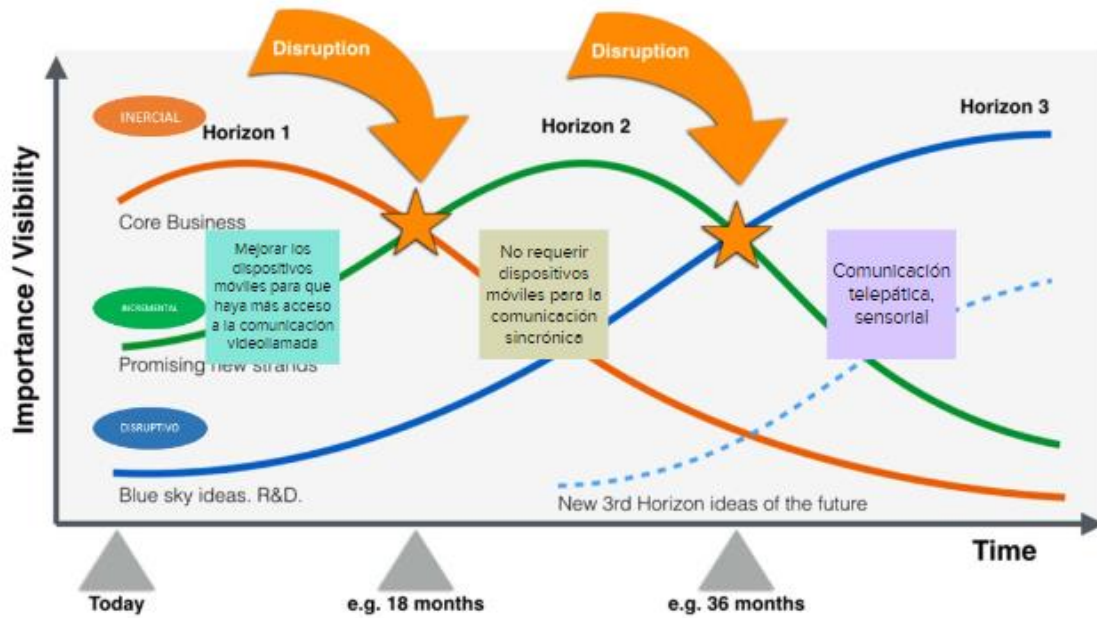 Disruption
Disruption
INERCIAL
Horizon 1
Horizon 2
Horizon 3
Importance / Visibility
Core Business
Mejorar los
dispositivos
móviles para que
haya más acceso
a la comunicación
videollamada
No requerir
dispositivos
móviles para la
comunicación
sincrónica
Comunicación
telepática,
sensorial
INCREMENTAL
Promising new strands
DISRUPTIVO
Blue sky ideas. R&D.
New 3rd Horizon ideas of the future
Time
Today
e.g. 18 months
e.g. 36 months